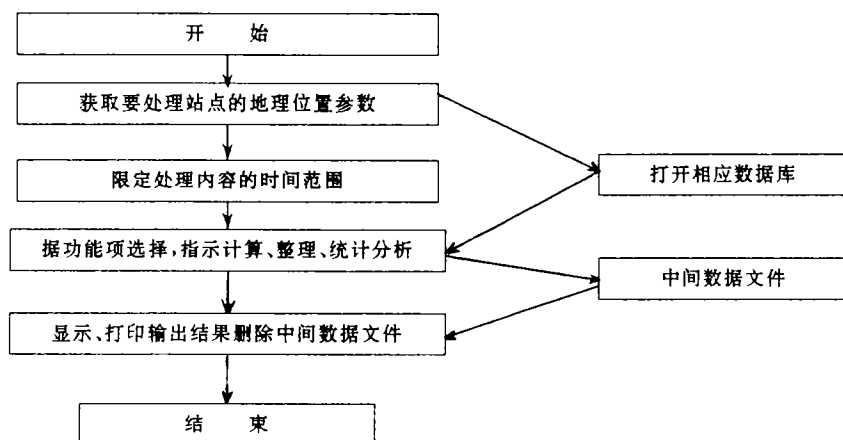 开 始
获取要处理站点的地理位置参数
限定处理内容的时间范围
打开相应数据库
据功能项选择,指示计算、整理、统计分析
中间数据文件
显示、打印输出结果删除中间数据文件
结 束